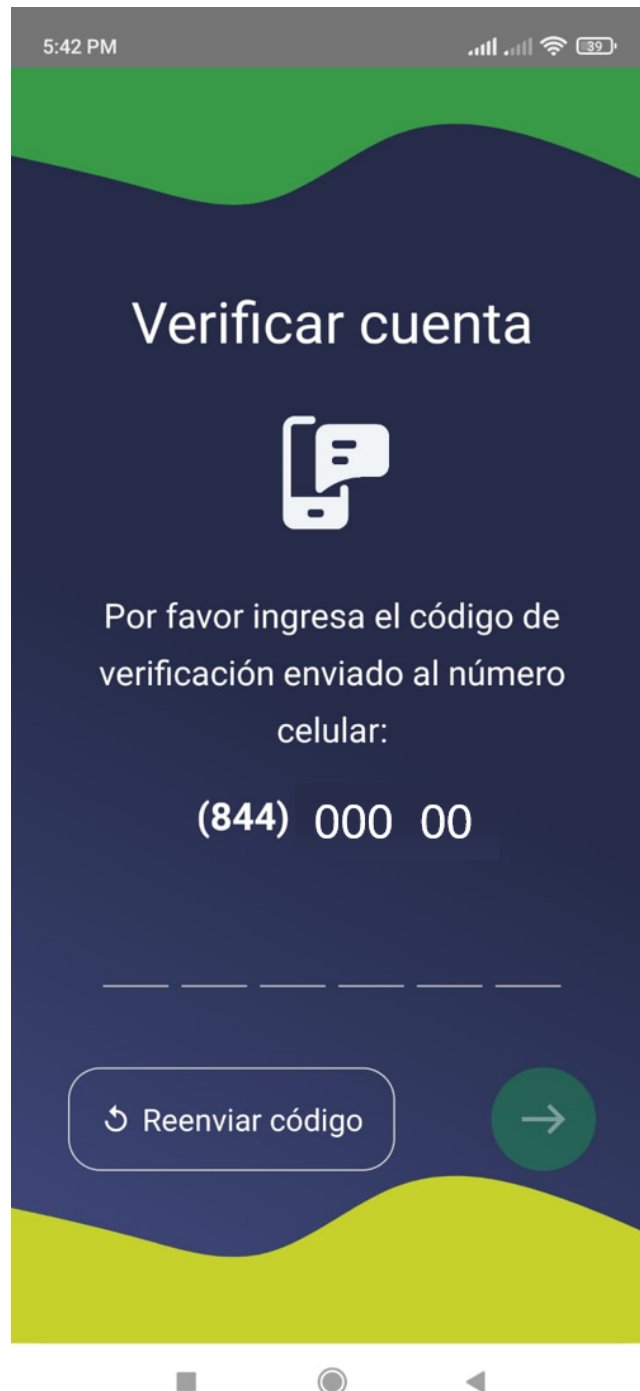 5:42 PM 39
Verificar cuenta
Por favor ingresa el código de
verificación enviado al número
celular:
(844) 000 00
Reenviar código